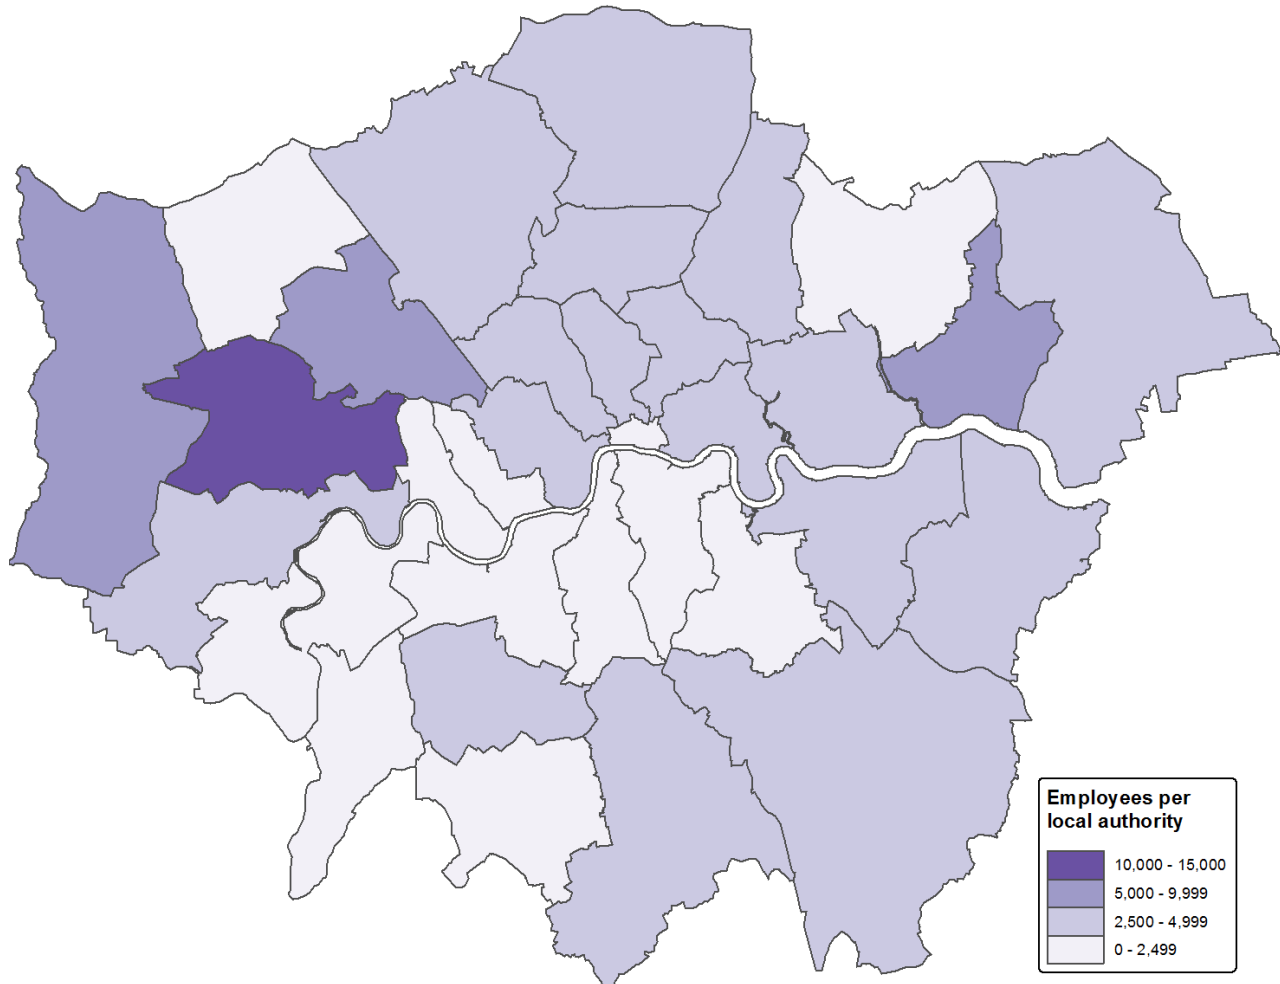 Employees per
local authority
10,000 - 15,000
5,000 - 9,999
2,500 - 4,999
0 - 2,499